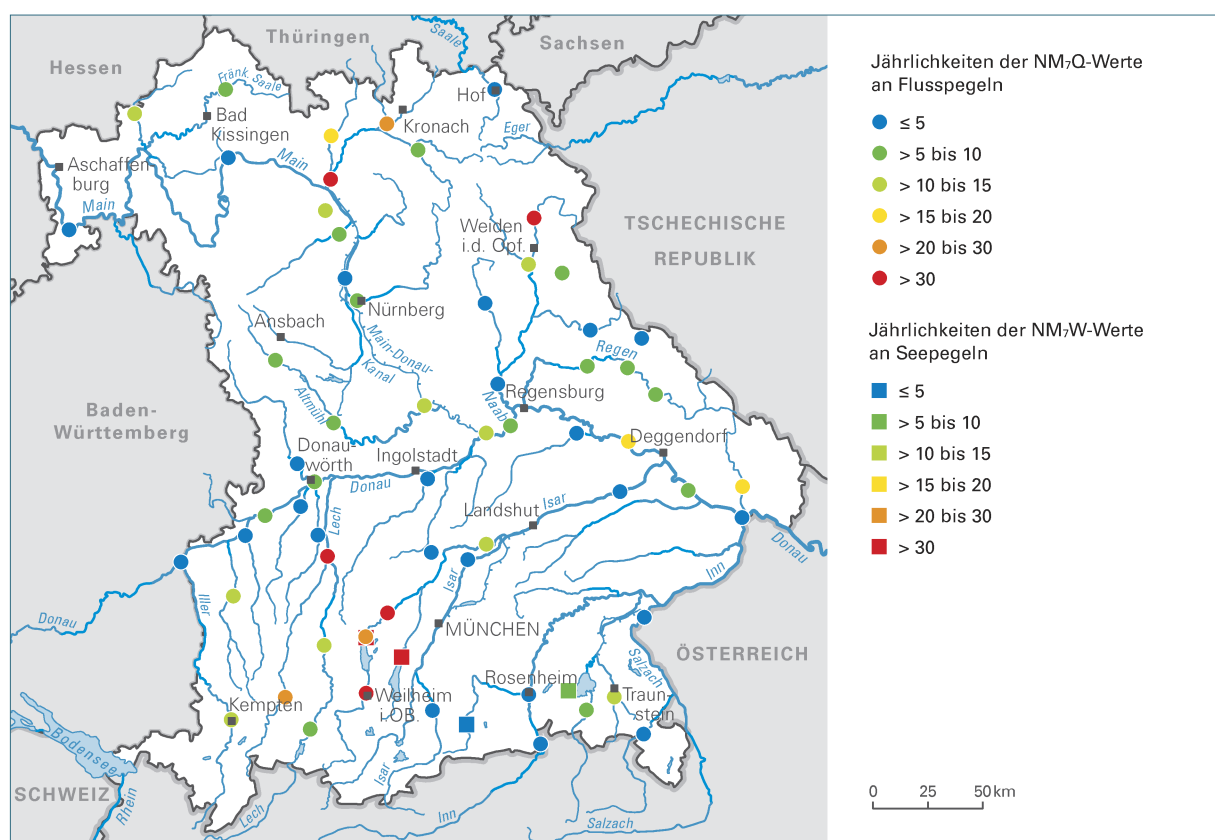 Thüringen
Saale
Sachsen
Hessen
Fränk. Saale
Hof
Bad
Kissingen
Kronach
Eger
Main
Aschaffen-
burg
Main
TSCHECHISCHE
REPUBLIK
Weiden
i.d. Opf.
Nürnberg
Ansbach
Main-Donau-
Kanal
Regen
Altmühl
Naab
Regensburg
Baden-
Württemberg
Donau-
wörth
Ingolstadt
Deggendorf
Donau
Lech
Landshut
Isar
Donau
Isar
Inn
Iller
Donau
MÜNCHEN
ÖSTERREICH
Salzach
Rosenheim
Weilheim
i.OB.
Traun-
stein
Kempten
Bodensee
SCHWEIZ
Rhein
Lech
Isar
Inn
Salzach
Jährlichkeiten der NM₇Q-Werte
an Flusspegeln
≤ 5
> 5 bis 10
> 10 bis 15
> 15 bis 20
> 20 bis 30
> 30
Jährlichkeiten der NM₇W-Werte
an Seepegeln
≤ 5
> 5 bis 10
> 10 bis 15
> 15 bis 20
> 20 bis 30
> 30
0 25 50 km